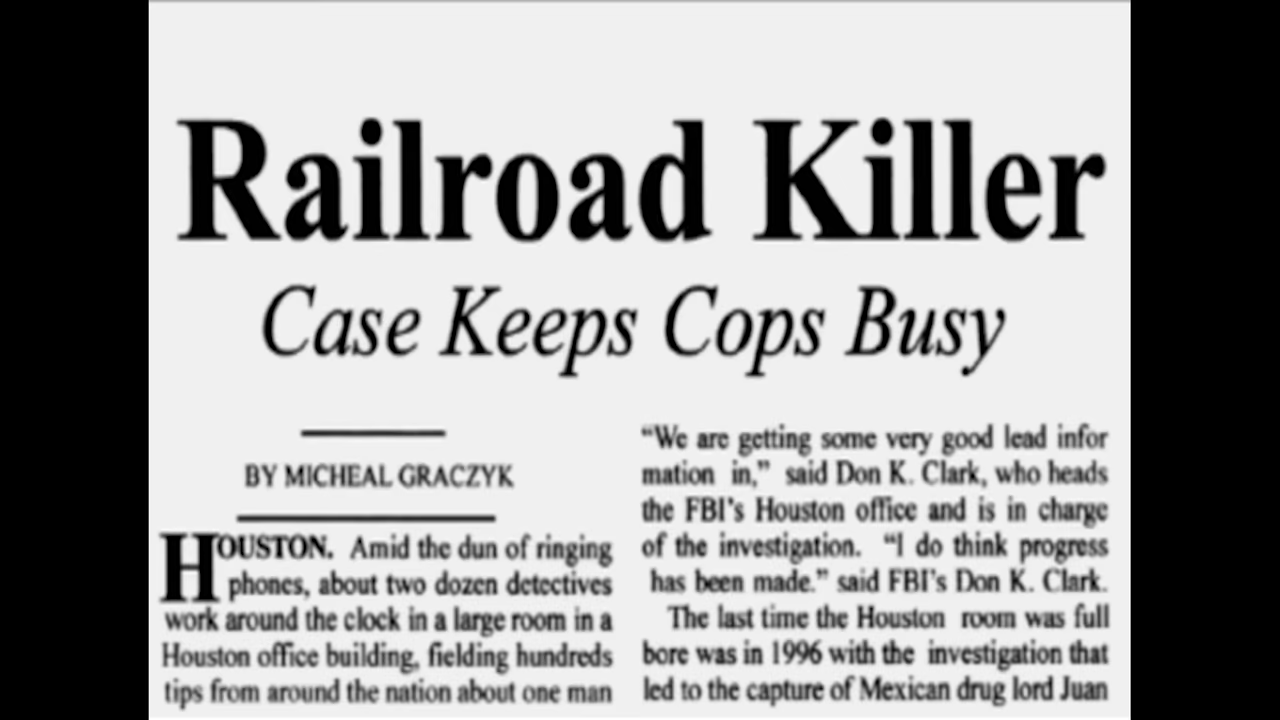 Railroad Killer
Case Keeps Cops Busy
BY MICHEAL GRACZYK
HOUSTON. Amid the dun of ringing
phones, about two dozen detectives
work around the clock in a large room in a
Houston office building, fielding hundreds
tips from around the nation about one man
“We are getting some very good lead infor
mation in,” said Don K. Clark, who heads
the FBI’s Houston office and is in charge
of the investigation. “I do think progress
has been made.” said FBI’s Don K. Clark.
The last time the Houston room was full
bore was in 1996 with the investigation that
led to the capture of Mexican drug lord Juan